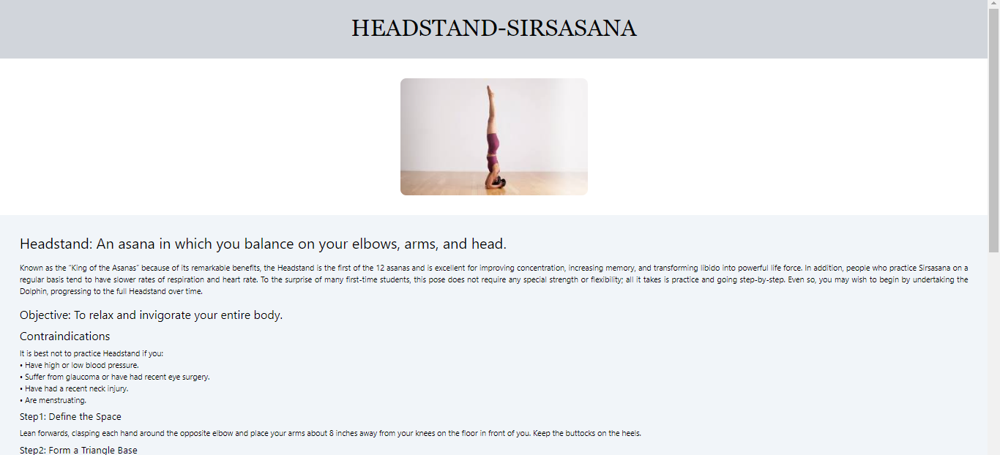 HEADSTAND-SIRSASANA
Headstand: An asana in which you balance on your elbows, arms, and head.
Known as the “King of the Asanas” because of its remarkable benefits, the Headstand is the first of the 12 asanas and is excellent for improving concentration, increasing memory, and transforming libido into powerful life force. In addition, people who practice Sirsasana on a
regular basis tend to have slower rates of respiration and heart rate. To the surprise of many first-time students, this pose does not require any special strength or flexibility; all it takes is practice and going step-by-step. Even so, you may wish to begin by undertaking the
Dolphin, progressing to the full Headstand over time.
Objective: To relax and invigorate your entire body.
Contraindications
It is best not to practice Headstand if you:
• Have high or low blood pressure.
• Suffer from glaucoma or have had recent eye surgery.
• Have had a recent neck injury.
• Are menstruating.
Step1: Define the Space
Lean forwards, clasping each hand around the opposite elbow and place your arms about 8 inches away from your knees on the floor in front of you. Keep the buttocks on the heels.
Step2: Form a Triangle Base